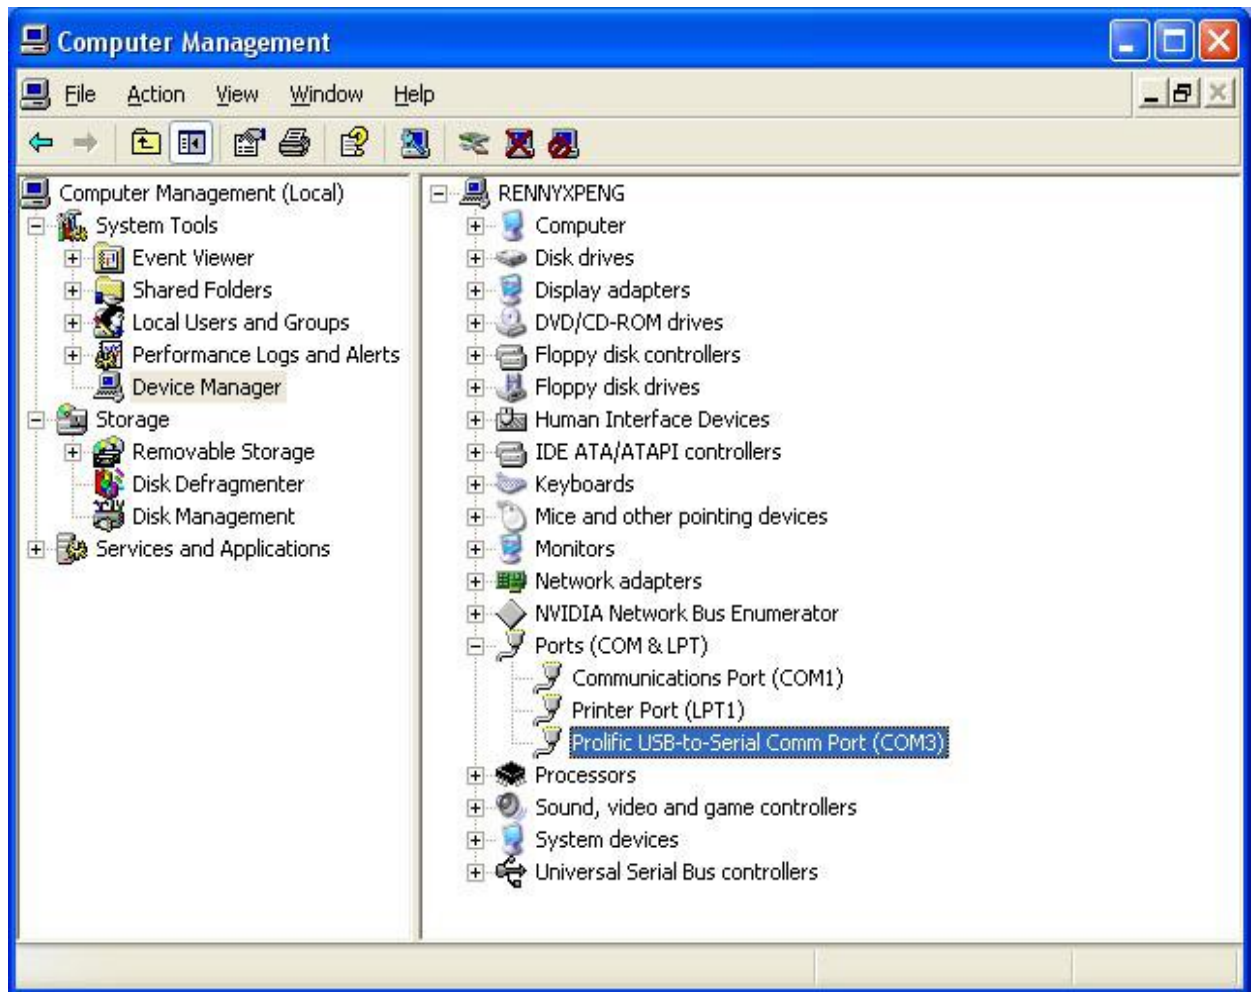 Computer Management
File Action View Window Help
Computer Management (Local)
System Tools
Event Viewer
Shared Folders
Local Users and Groups
Performance Logs and Alerts
Device Manager
Storage
Removable Storage
Disk Defragmenter
Disk Management
Services and Applications
RENNYXPENG
Computer
Disk drives
Display adapters
DVD/CD-ROM drives
Floppy disk controllers
Floppy disk drives
Human Interface Devices
IDE ATA/ATAPI controllers
Keyboards
Mice and other pointing devices
Monitors
Network adapters
NVIDIA Network Bus Enumerator
Ports (COM & LPT)
Communications Port (COM1)
Printer Port (LPT1)
Prolific USB-to-Serial Comm Port (COM3)
Processors
Sound, video and game controllers
System devices
Universal Serial Bus controllers